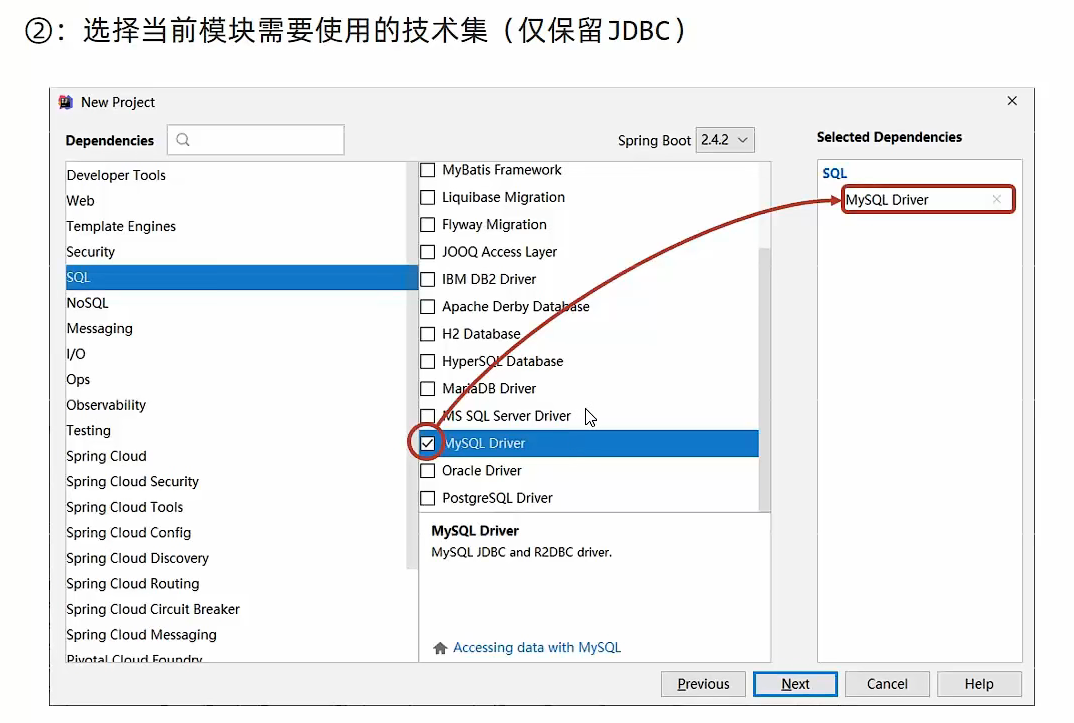 ②：选择当前模块需要使用的技术集（仅保留JDBC）
New Project
Dependencies
Spring Boot 2.4.2
Selected Dependencies
Developer Tools
Web
Template Engines
Security
SQL
NoSQL
Messaging
I/O
Ops
Observability
Testing
Spring Cloud
Spring Cloud Security
Spring Cloud Tools
Spring Cloud Config
Spring Cloud Discovery
Spring Cloud Routing
Spring Cloud Circuit Breaker
Spring Cloud Messaging
Pivotal Cloud Foundry
MyBatis Framework
Liquibase Migration
Flyway Migration
JOOQ Access Layer
IBM DB2 Driver
Apache Derby Database
H2 Database
HyperSQL Database
MariaDB Driver
MS SQL Server Driver
MySQL Driver
Oracle Driver
PostgreSQL Driver
MySQL Driver
MySQL JDBC and R2DBC driver.
Accessing data with MySQL
SQL
MySQL Driver
Previous
Next
Cancel
Help